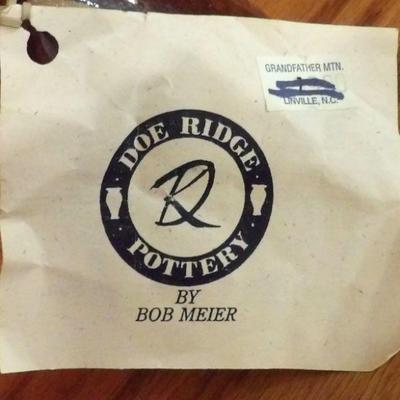 GRANDFATHER MTN.
LINVILLE, N.C.
DOE RIDGE
POTTERY
BY
BOB MEIER